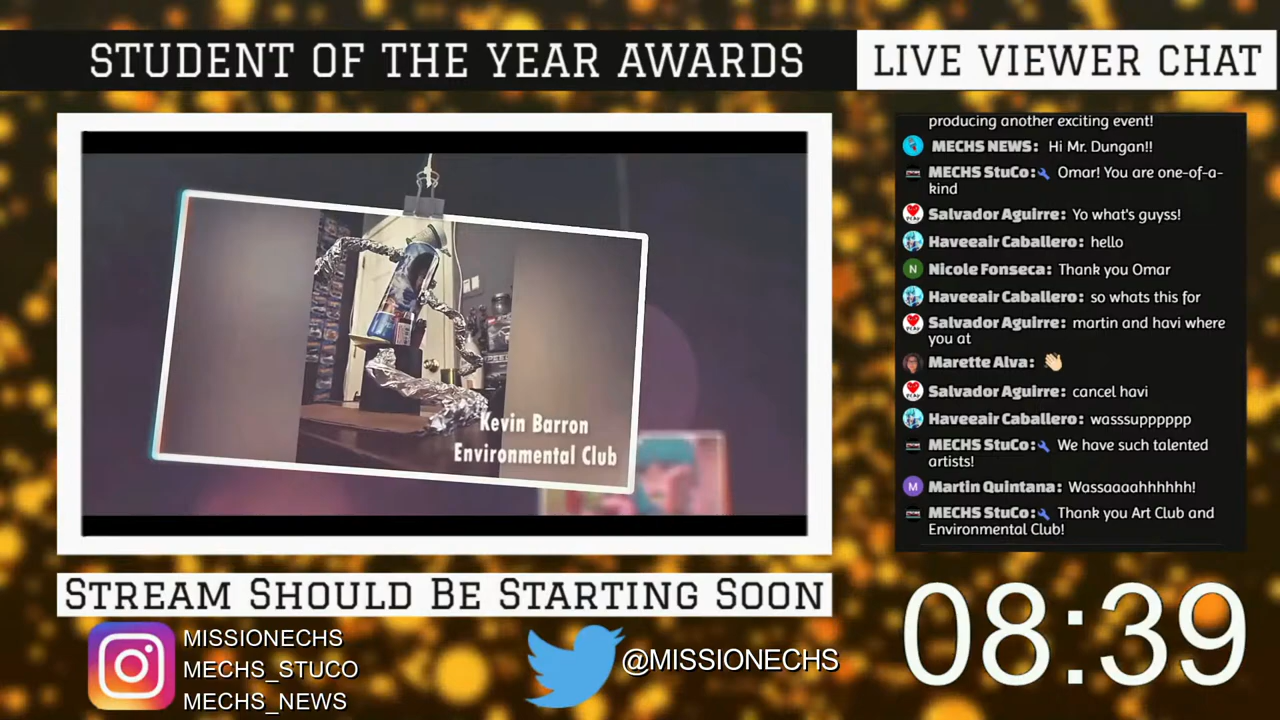 STUDENT OF THE YEAR AWARDS
LIVE VIEWER CHAT
Kevin Barron
Environmental Club
producing another exciting event!
MECHS NEWS: Hi Mr. Dungan!!
MECHS StuCo: Omar! You are one-of-a-
kind
Salvador Aguirre: Yo what's guyss!
Haveeair Caballero: hello
N Nicole Fonseca: Thank you Omar
Haveeair Caballero: so whats this for
Salvador Aguirre: martin and havi where
you at
Marette Alva: 👏🏻
Salvador Aguirre: cancel havi
Haveeair Caballero: wasssupppppp
MECHS StuCo: We have such talented
artists!
M Martin Quintana: Wassaaaahhhhhh!
MECHS StuCo: Thank you Art Club and
Environmental Club!
STREAM SHOULD BE STARTING SOON
08:39
MISSIONECHS
MECHS_STUCO
MECHS_NEWS
@MISSIONECHS